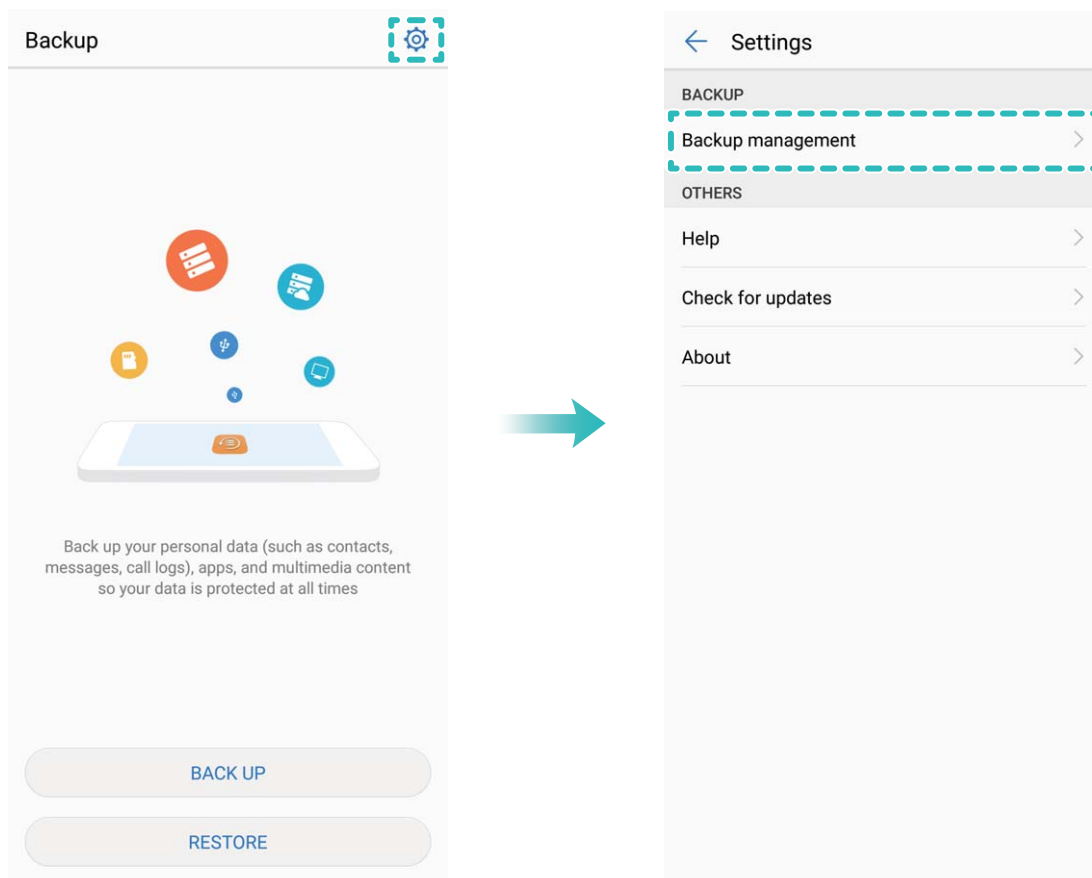 Backup
Back up your personal data (such as contacts,
messages, call logs), apps, and multimedia content
so your data is protected at all times
BACK UP
RESTORE
Settings
BACKUP
Backup management
OTHERS
Help
Check for updates
About